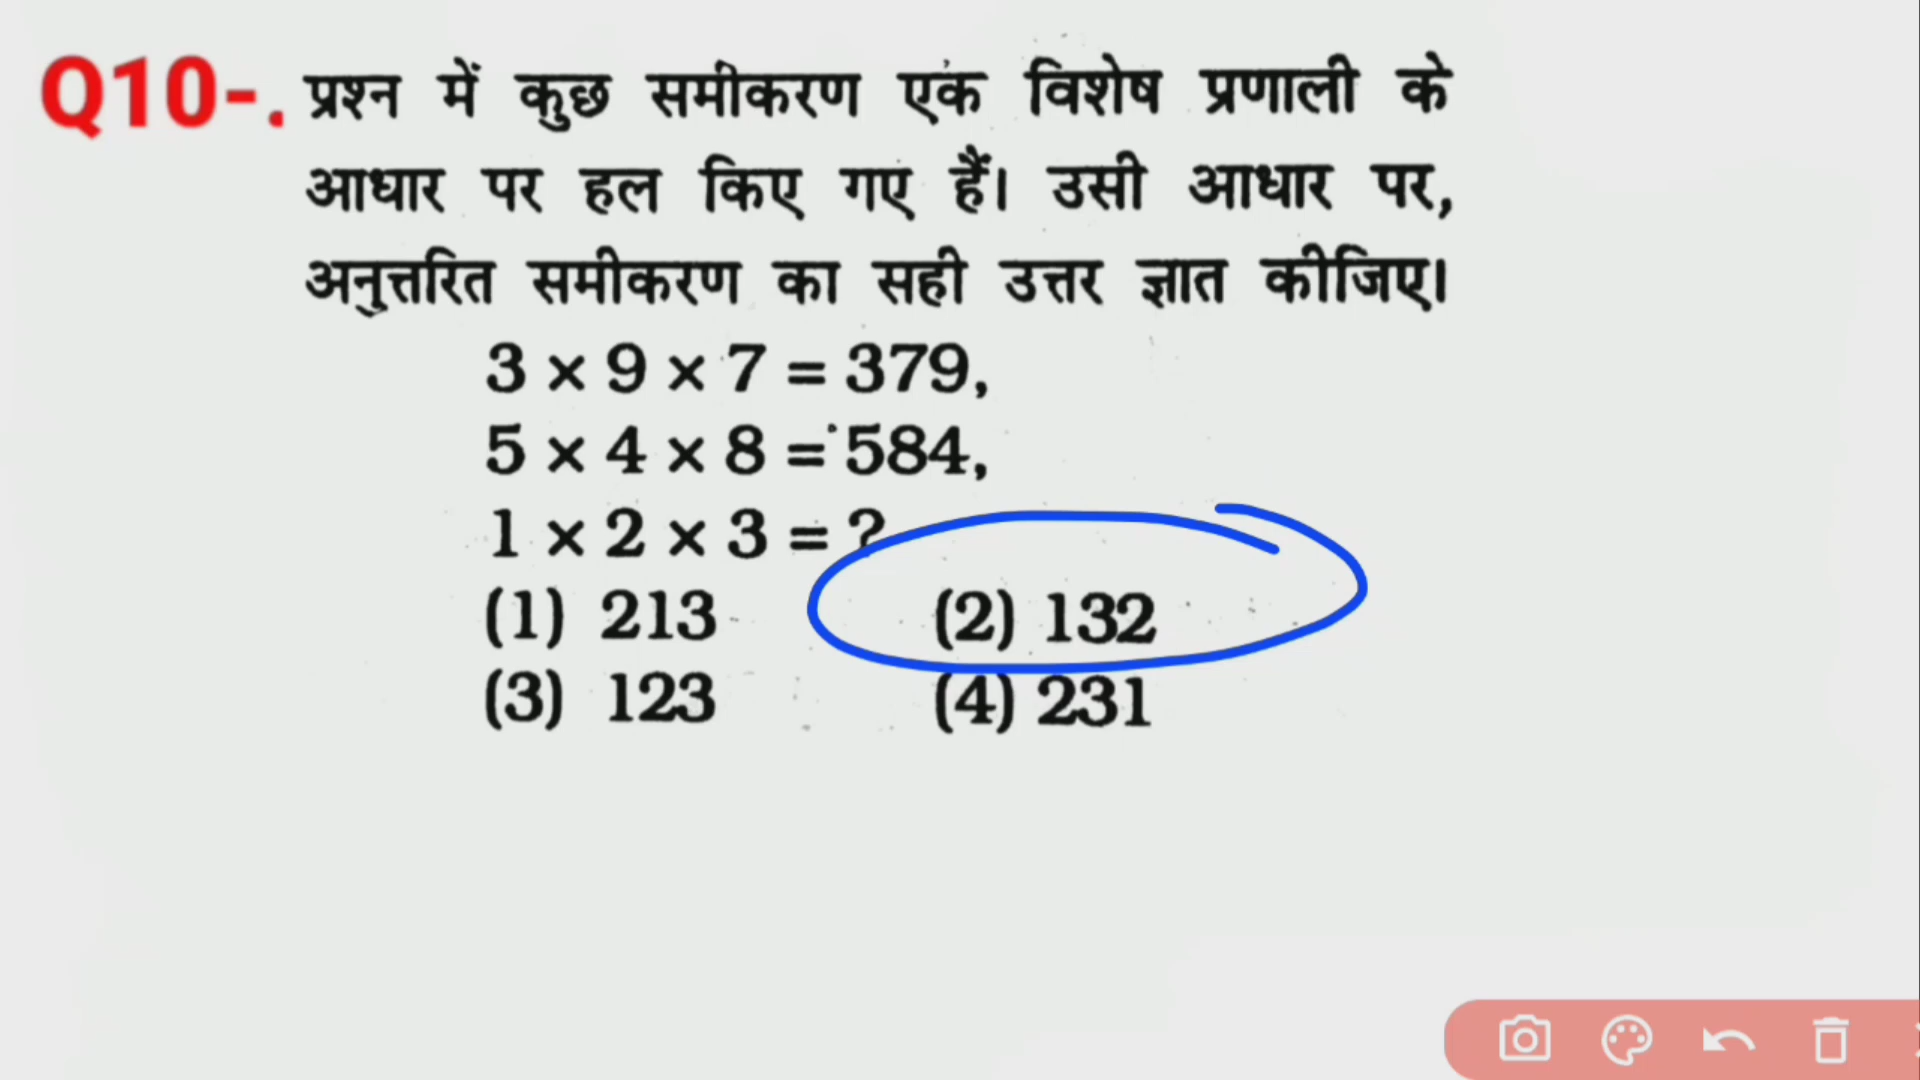 Q10-. प्रश्न में कुछ समीकरण एक विशेष प्रणाली के
आधार पर हल किए गए हैं। उसी आधार पर,
अनुत्तरित समीकरण का सही उत्तर ज्ञात कीजिए।
3 × 9 × 7 = 379,
5 × 4 × 8 = 584,
1 × 2 × 3 = ?
(1) 213 (2) 132
(3) 123 (4) 231